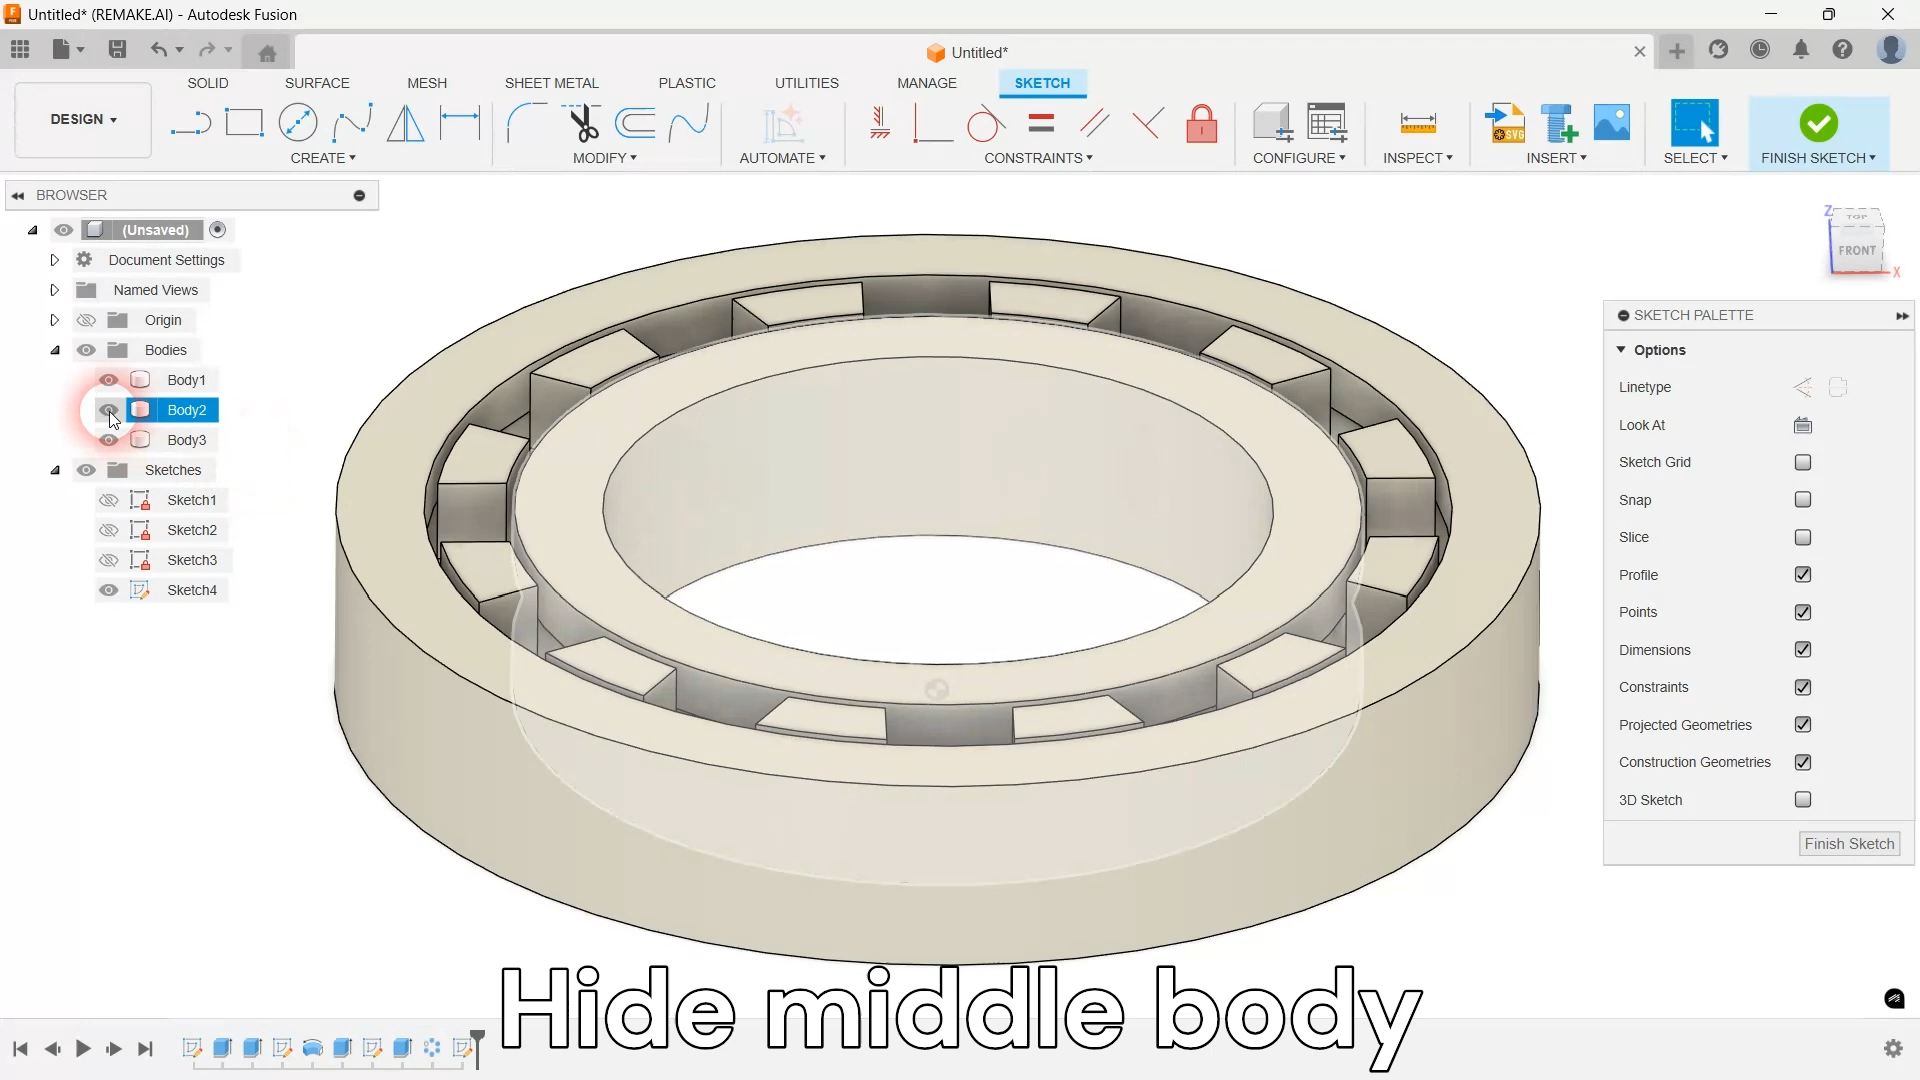 Untitled* (REMAKE.AI) - Autodesk Fusion
Untitled*
SOLID SURFACE MESH SHEET METAL PLASTIC UTILITIES MANAGE SKETCH
DESIGN
SVG
CREATE MODIFY AUTOMATE CONSTRAINTS CONFIGURE INSPECT INSERT SELECT FINISH SKETCH
BROWSER
(Unsaved)
Document Settings
Named Views
Origin
Bodies
Body1
Body2
Body3
Sketches
Sketch1
Sketch2
Sketch3
Sketch4
Z
TOP
FRONT
X
SKETCH PALETTE
Options
Linetype
Look At
Sketch Grid
Snap
Slice
Profile
Points
Dimensions
Constraints
Projected Geometries
Construction Geometries
3D Sketch
Finish Sketch
Hide middle body